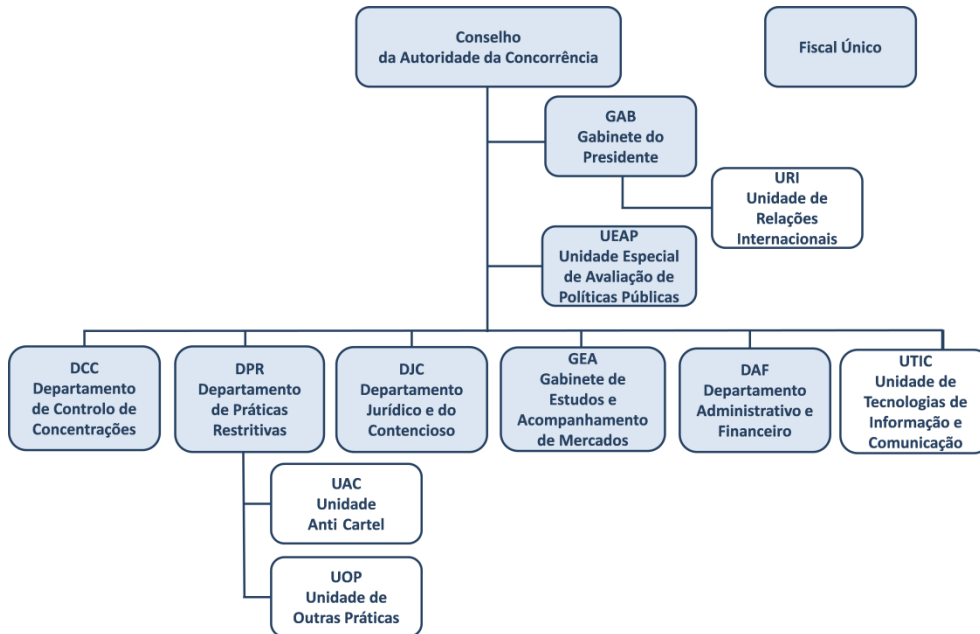 Conselho
da Autoridade da Concorrência
Fiscal Único
GAB
Gabinete do
Presidente
URI
Unidade de
Relações
Internacionais
UEAP
Unidade Especial
de Avaliação de
Políticas Públicas
DCC
Departamento
de Controlo de
Concentrações
DPR
Departamento
de Práticas
Restritivas
DJC
Departamento
Jurídico e do
Contencioso
GEA
Gabinete de
Estudos e
Acompanhamento
de Mercados
DAF
Departamento
Administrativo e
Financeiro
UTIC
Unidade de
Tecnologias de
Informação e
Comunicação
UAC
Unidade
Anti Cartel
UOP
Unidade de
Outras Práticas